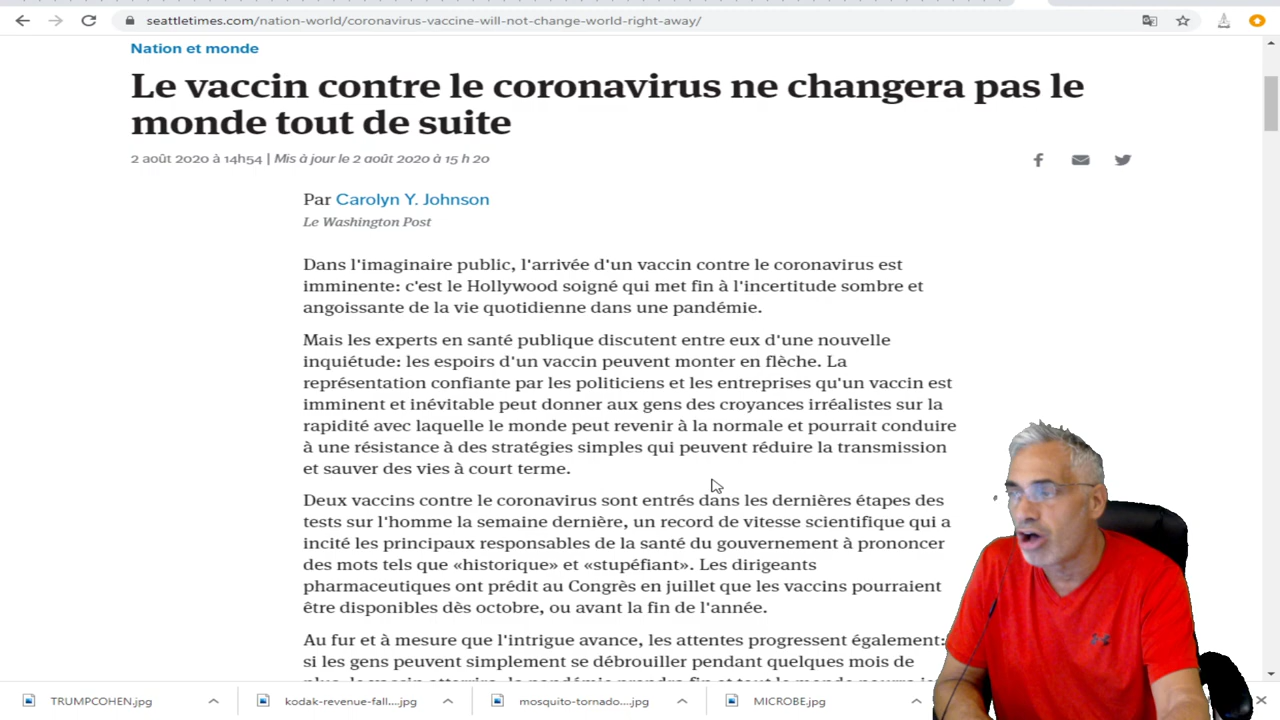 seattletimes.com/nation-world/coronavirus-vaccine-will-not-change-world-right-away/
Nation et monde
Le vaccin contre le coronavirus ne changera pas le
monde tout de suite
2 août 2020 à 14h54 | Mis à jour le 2 août 2020 à 15 h 20
Par Carolyn Y. Johnson
Le Washington Post
Dans l'imaginaire public, l'arrivée d'un vaccin contre le coronavirus est
imminente: c'est le Hollywood soigné qui met fin à l'incertitude sombre et
angoissante de la vie quotidienne dans une pandémie.
Mais les experts en santé publique discutent entre eux d'une nouvelle
inquiétude: les espoirs d'un vaccin peuvent monter en flèche. La
représentation confiante par les politiciens et les entreprises qu'un vaccin est
imminent et inévitable peut donner aux gens des croyances irréalistes sur la
rapidité avec laquelle le monde peut revenir à la normale et pourrait conduire
à une résistance à des stratégies simples qui peuvent réduire la transmission
et sauver des vies à court terme.
Deux vaccins contre le coronavirus sont entrés dans les dernières étapes des
tests sur l'homme la semaine dernière, un record de vitesse scientifique qui a
incité les principaux responsables de la santé du gouvernement à prononcer
des mots tels que «historique» et «stupéfiant». Les dirigeants
pharmaceutiques ont prédit au Congrès en juillet que les vaccins pourraient
être disponibles dès octobre, ou avant la fin de l'année.
Au fur et à mesure que l'intrigue avance, les attentes progressent également:
si les gens peuvent simplement se débrouiller pendant quelques mois de
TRUMPCOHEN.jpg
kodak-revenue-fall....jpg
mosquito-tornado....jpg
MICROBE.jpg